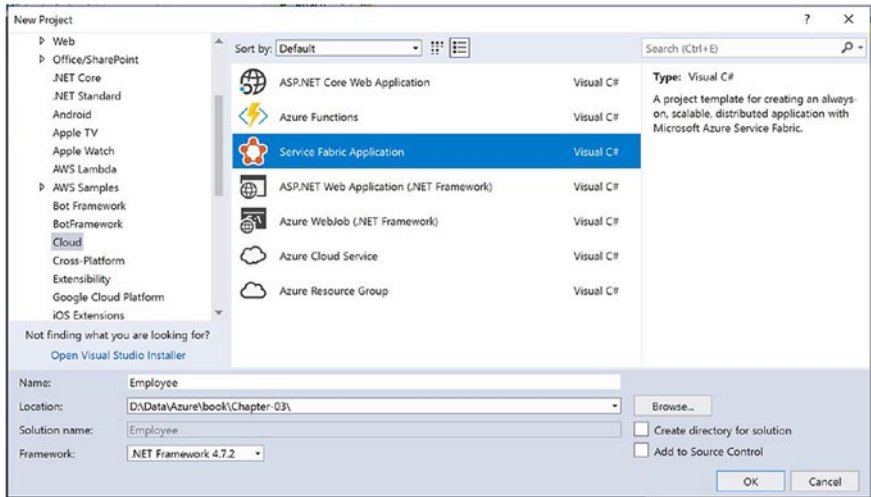 New Project
? ×
Web
Office/SharePoint
.NET Core
.NET Standard
Android
Apple TV
Apple Watch
AWS Lambda
AWS Samples
Bot Framework
BotFramework
Cloud
Cross-Platform
Extensibility
Google Cloud Platform
iOS Extensions
Not finding what you are looking for?
Open Visual Studio Installer
Sort by: Default
ASP.NET Core Web Application Visual C#
Azure Functions Visual C#
Service Fabric Application Visual C#
ASP.NET Web Application (.NET Framework) Visual C#
Azure WebJob (.NET Framework) Visual C#
Azure Cloud Service Visual C#
Azure Resource Group Visual C#
Search (Ctrl+E)
Type: Visual C#
A project template for creating an always-
on, scalable, distributed application with
Microsoft Azure Service Fabric.
Name: Employee
Location: D:\Data\Azure\book\Chapter-03\ Browse...
Solution name: Employee Create directory for solution
Framework: .NET Framework 4.7.2 Add to Source Control
OK Cancel